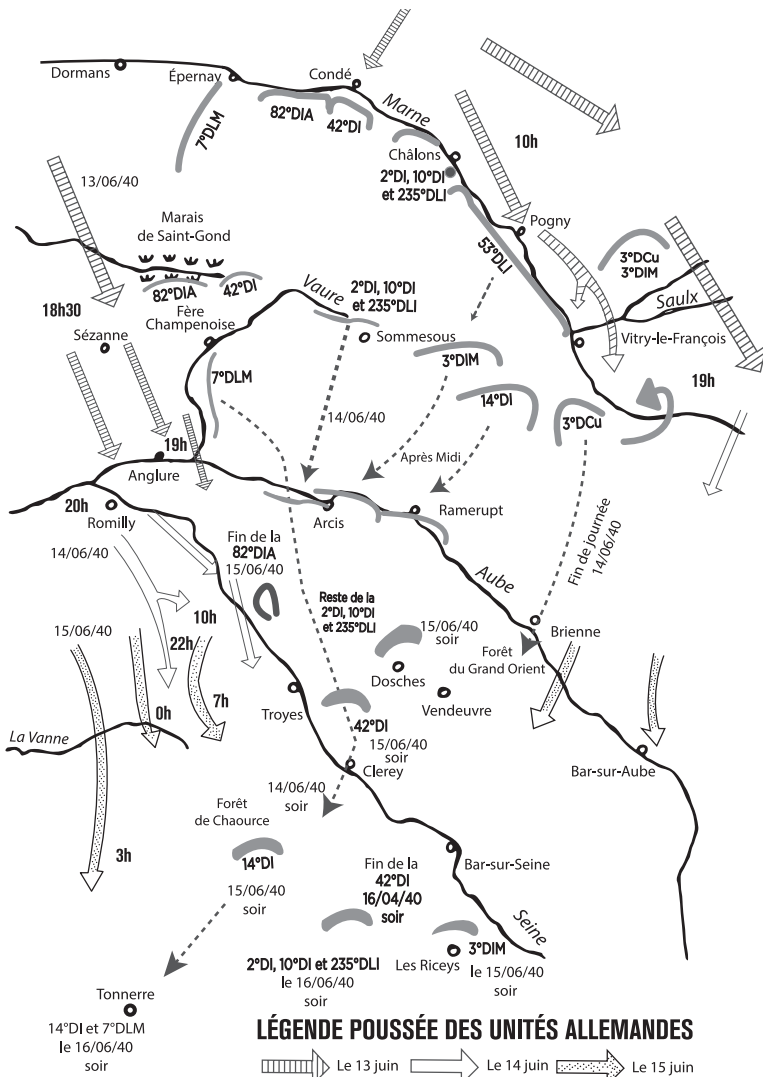 Dormans
Épernay
Condé
Marne
82°DIA
42°DI
7°DLM
10h
Châlons
2°DI, 10°DI
et 235°DLI
13/06/40
Pogny
Marais
de Saint-Gond
53°DLI
3°DCu
3°DIM
Saulx
82°DIA
42°DI
Vaure
2°DI, 10°DI
et 235°DLI
18h30
Sézanne
Fère
Champenoise
Sommesous
Vitry-le-François
7°DLM
3°DIM
19h
14°DI
3°DCu
14/06/40
19h
Après Midi
Anglure
20h
Romilly
Arcis
Ramerupt
Fin de journée
14/06/40
14/06/40
Fin de la
82°DIA
15/06/40
Aube
10h
Reste de la
2°DI, 10°DI
et 235°DLI
15/06/40
soir
15/06/40
22h
Brienne
Forêt
du Grand Orient
Dosches
7h
0h
Troyes
Vendeuvre
42°DI
15/06/40
soir
La Vanne
Clerey
Bar-sur-Aube
14/06/40
soir
Forêt
de Chaource
3h
14°DI
15/06/40
soir
Fin de la
42°DI
16/04/40
soir
Bar-sur-Seine
Seine
2°DI, 10°DI et 235°DLI
le 16/06/40
soir
Les Riceys
3°DIM
le 15/06/40
soir
Tonnerre
14°DI et 7°DLM
le 16/06/40
soir
LÉGENDE POUSSÉE DES UNITÉS ALLEMANDES
Le 13 juin
Le 14 juin
Le 15 juin